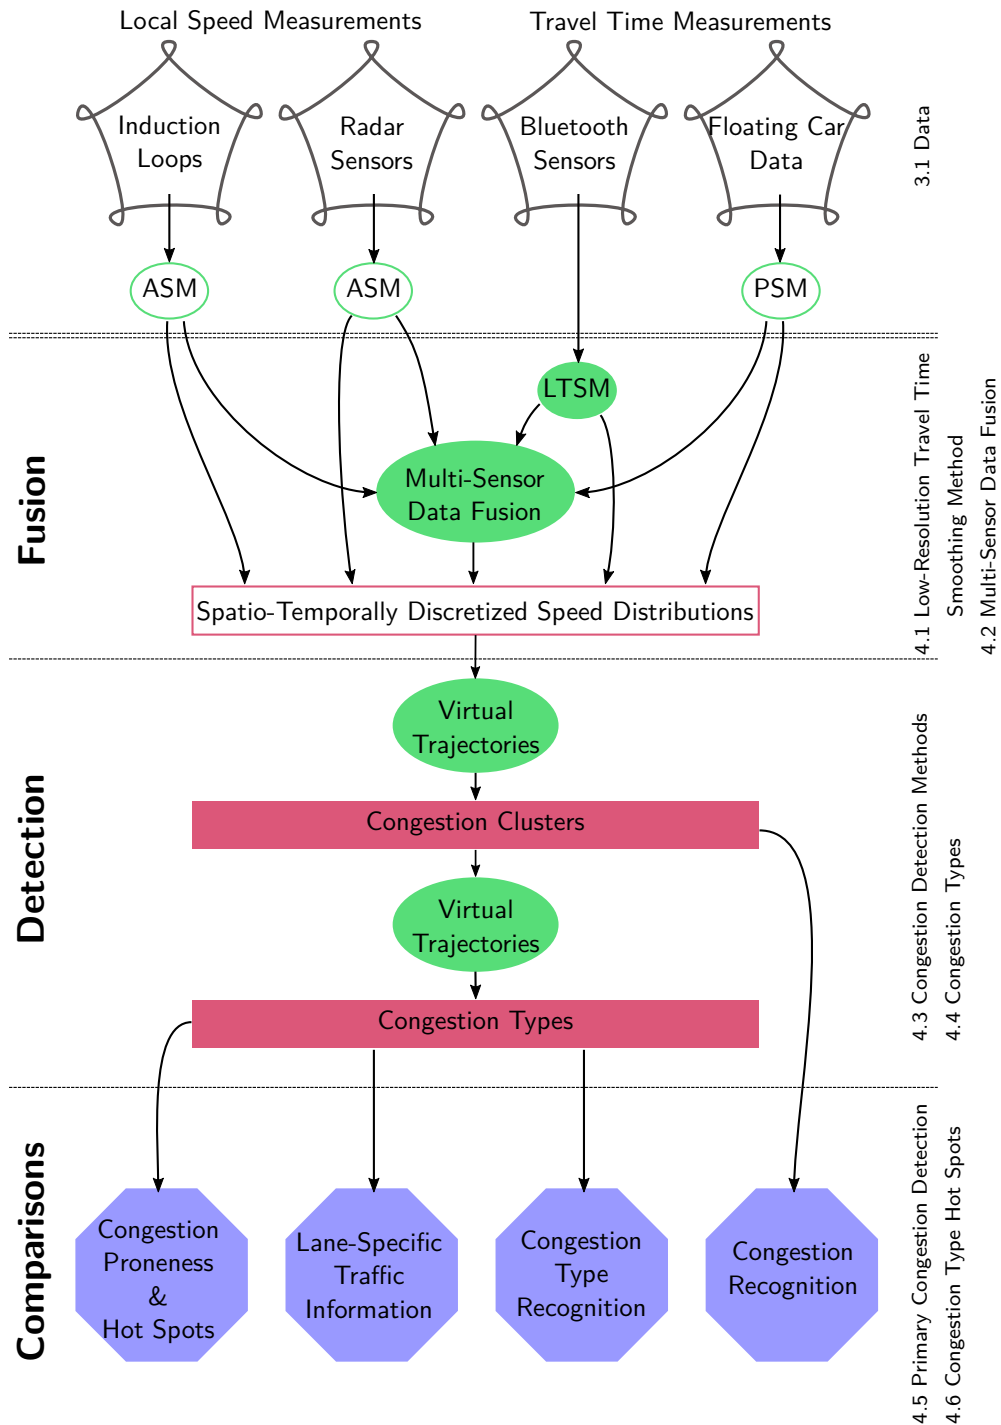 Local Speed Measurements
Travel Time Measurements
Induction
Loops
Radar
Sensors
Bluetooth
Sensors
Floating Car
Data
3.1 Data
ASM
ASM
PSM
Fusion
LTSM
Multi-Sensor
Data Fusion
Spatio-Temporally Discretized Speed Distributions
4.1 Low-Resolution Travel Time
Smoothing Method
4.2 Multi-Sensor Data Fusion
Detection
Virtual
Trajectories
Congestion Clusters
Virtual
Trajectories
Congestion Types
4.3 Congestion Detection Methods
4.4 Congestion Types
Comparisons
Congestion
Proneness
&
Hot Spots
Lane-Specific
Traffic
Information
Congestion
Type
Recognition
Congestion
Recognition
4.5 Primary Congestion Detection
4.6 Congestion Type Hot Spots